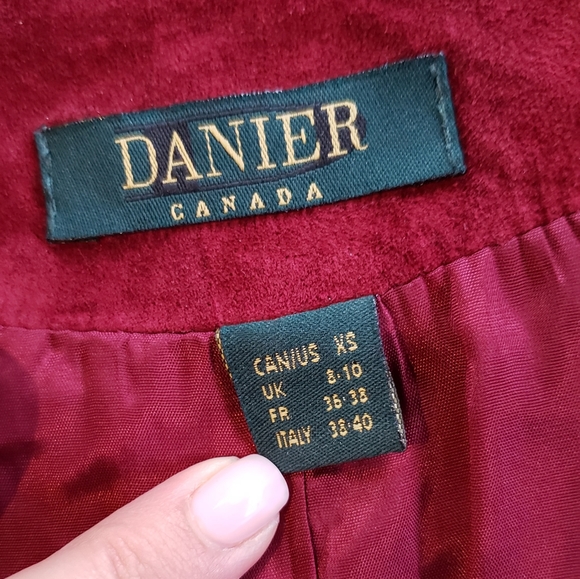 DANIER
CANADA
CAN/US XS
UK 8·10
FR 36·38
ITALY 38·40